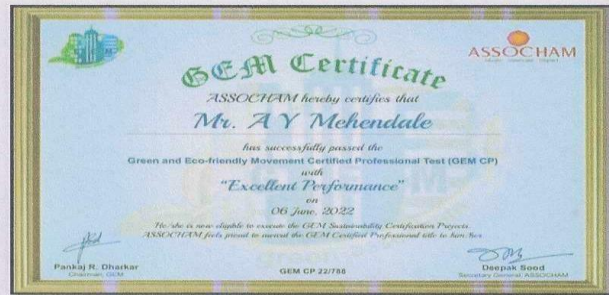 GEM
ASSOCHAM
GEM Certificate
ASSOCHAM hereby certifies that
Mr. A Y Mehendale
has successfully passed the
Green and Eco-friendly Movement Certified Professional Test (GEM CP)
with
"Excellent Performance"
on
06 June, 2022
He/she is now eligible to execute the GEM Sustainability Certification Projects.
ASSOCHAM feels proud to award the GEM Certified Professional title to him/her.
Pankaj R. Dharkar
Chairman, GEM
GEM CP 22/788
Deepak Sood
Secretary General, ASSOCHAM